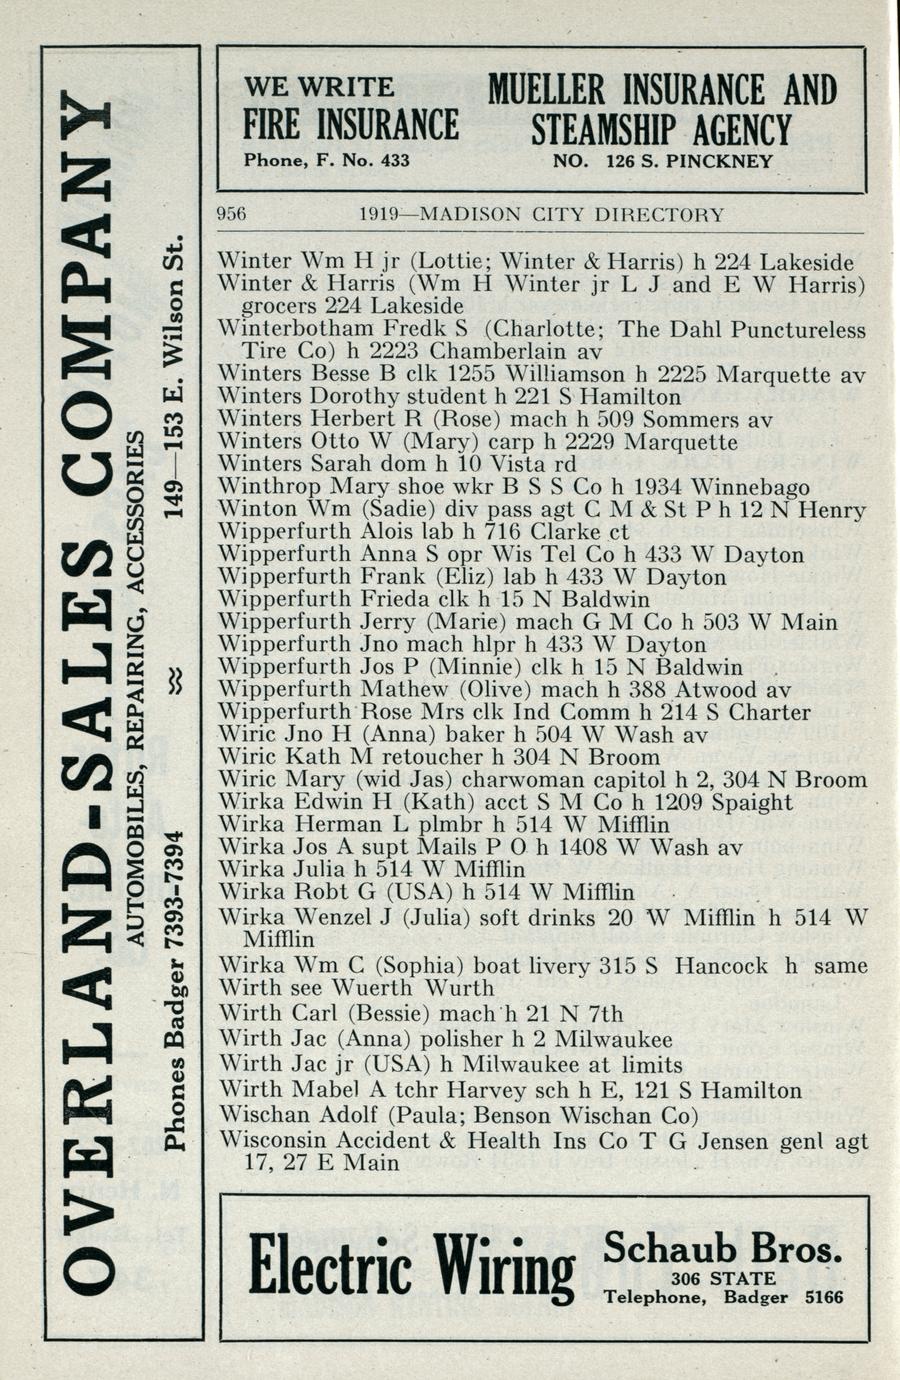 OVERLAND-SALES COMPANY
AUTOMOBILES, REPAIRING, ACCESSORIES
Phones Badger 7393-7394 149—153 E. Wilson St.
WE WRITE
FIRE INSURANCE
Phone, F. No. 433
MUELLER INSURANCE AND
STEAMSHIP AGENCY
NO. 126 S. PINCKNEY
956 1919—MADISON CITY DIRECTORY
Winter Wm H jr (Lottie; Winter & Harris) h 224 Lakeside
Winter & Harris (Wm H Winter jr L J and E W Harris)
grocers 224 Lakeside
Winterbotham Fredk S (Charlotte; The Dahl Punctureless
Tire Co) h 2223 Chamberlain av
Winters Besse B clk 1255 Williamson h 2225 Marquette av
Winters Dorothy student h 221 S Hamilton
Winters Herbert R (Rose) mach h 509 Sommers av
Winters Otto W (Mary) carp h 2229 Marquette
Winters Sarah dom h 10 Vista rd
Winthrop Mary shoe wkr B S S Co h 1934 Winnebago
Winton Wm (Sadie) div pass agt C M & St P h 12 N Henry
Wipperfurth Alois lab h 716 Clarke ct
Wipperfurth Anna S opr Wis Tel Co h 433 W Dayton
Wipperfurth Frank (Eliz) lab h 433 W Dayton
Wipperfurth Frieda clk h 15 N Baldwin
Wipperfurth Jerry (Marie) mach G M Co h 503 W Main
Wipperfurth Jno mach hlpr h 433 W Dayton
Wipperfurth Jos P (Minnie) clk h 15 N Baldwin
Wipperfurth Mathew (Olive) mach h 388 Atwood av
Wipperfurth Rose Mrs clk Ind Comm h 214 S Charter
Wiric Jno H (Anna) baker h 504 W Wash av
Wiric Kath M retoucher h 304 N Broom
Wiric Mary (wid Jas) charwoman capitol h 2, 304 N Broom
Wirka Edwin H (Kath) acct S M Co h 1209 Spaight
Wirka Herman L plmbr h 514 W Mifflin
Wirka Jos A supt Mails P O h 1408 W Wash av
Wirka Julia h 514 W Mifflin
Wirka Robt G (USA) h 514 W Mifflin
Wirka Wenzel J (Julia) soft drinks 20 W Mifflin h 514 W
Mifflin
Wirka Wm C (Sophia) boat livery 315 S Hancock h same
Wirth see Wuerth Wurth
Wirth Carl (Bessie) mach h 21 N 7th
Wirth Jac (Anna) polisher h 2 Milwaukee
Wirth Jac jr (USA) h Milwaukee at limits
Wirth Mabel A tchr Harvey sch h E, 121 S Hamilton
Wischan Adolf (Paula; Benson Wischan Co)
Wisconsin Accident & Health Ins Co T G Jensen genl agt
17, 27 E Main
Electric Wiring
Schaub Bros.
306 STATE
Telephone, Badger 5166